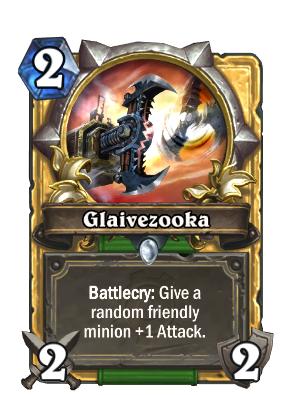 2
Glaivezooka
Battlecry: Give a
random friendly
minion +1 Attack.
2 2